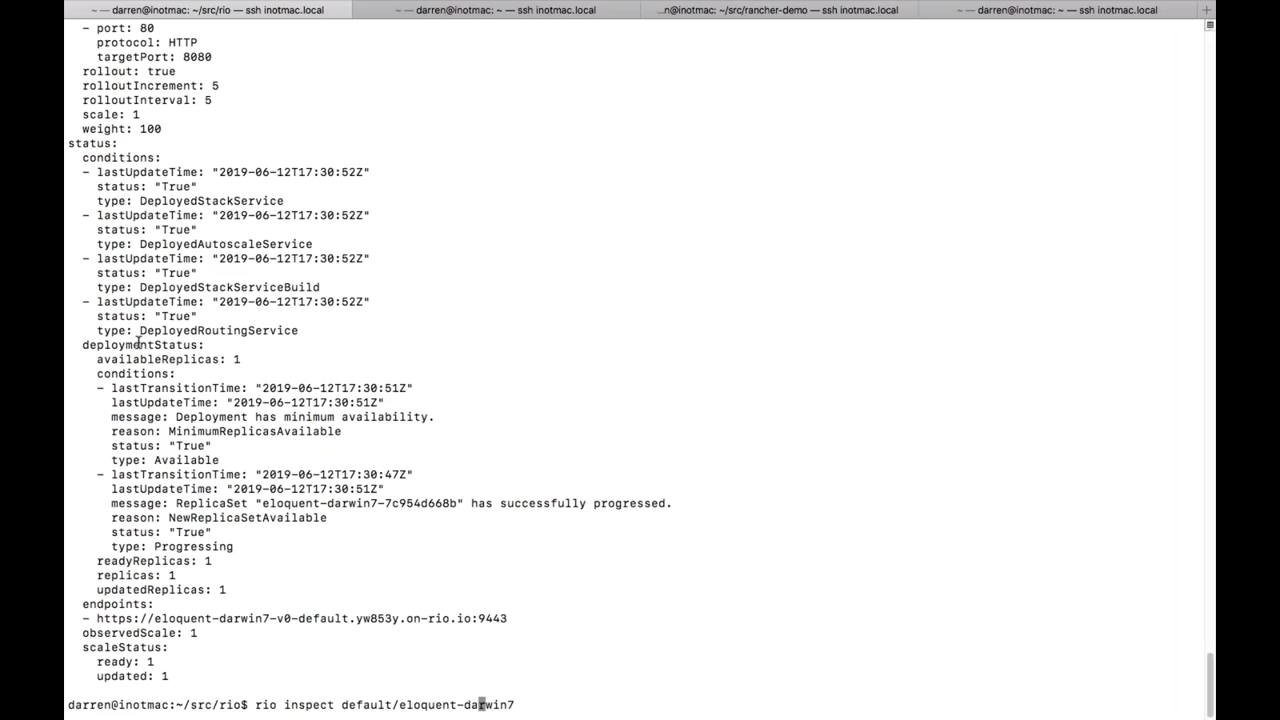 ~ — darren@inotmac: ~/src/rio — ssh inotmac.local
~ — darren@inotmac: ~ — ssh inotmac.local
...n@inotmac: ~/src/rancher-demo — ssh inotmac.local
~ — darren@inotmac: ~ — ssh inotmac.local
- port: 80
protocol: HTTP
targetPort: 8080
rollout: true
rolloutIncrement: 5
rolloutInterval: 5
scale: 1
weight: 100
status:
conditions:
- lastUpdateTime: "2019-06-12T17:30:52Z"
status: "True"
type: DeployedStackService
- lastUpdateTime: "2019-06-12T17:30:52Z"
status: "True"
type: DeployedAutoscaleService
- lastUpdateTime: "2019-06-12T17:30:52Z"
status: "True"
type: DeployedStackServiceBuild
- lastUpdateTime: "2019-06-12T17:30:52Z"
status: "True"
type: DeployedRoutingService
deploymentStatus:
availableReplicas: 1
conditions:
- lastTransitionTime: "2019-06-12T17:30:51Z"
lastUpdateTime: "2019-06-12T17:30:51Z"
message: Deployment has minimum availability.
reason: MinimumReplicasAvailable
status: "True"
type: Available
- lastTransitionTime: "2019-06-12T17:30:47Z"
lastUpdateTime: "2019-06-12T17:30:51Z"
message: ReplicaSet "eloquent-darwin7-7c954d668b" has successfully progressed.
reason: NewReplicaSetAvailable
status: "True"
type: Progressing
readyReplicas: 1
replicas: 1
updatedReplicas: 1
endpoints:
- https://eloquent-darwin7-v0-default.yw853y.on-rio.io:9443
observedScale: 1
scaleStatus:
ready: 1
updated: 1
darren@inotmac:~/src/rio$ rio inspect default/eloquent-darwin7